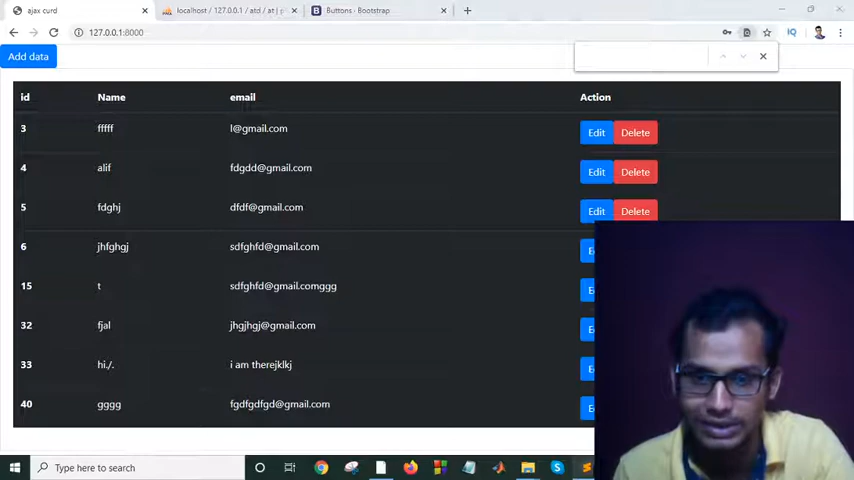 ajax curd
localhost / 127.0.0.1 / atd / at | p
Buttons · Bootstrap
127.0.0.1:8000
Add data
id Name email Action
3 fffff l@gmail.com Edit Delete
4 alif fdgdd@gmail.com Edit Delete
5 fdghj dfdf@gmail.com Edit Delete
6 jhfghgj sdfghfd@gmail.com
15 t sdfghfd@gmail.comggg
32 fjal jhgjhgj@gmail.com
33 hi./. i am therejklkj
40 gggg fgdfgdfgd@gmail.com
Type here to search